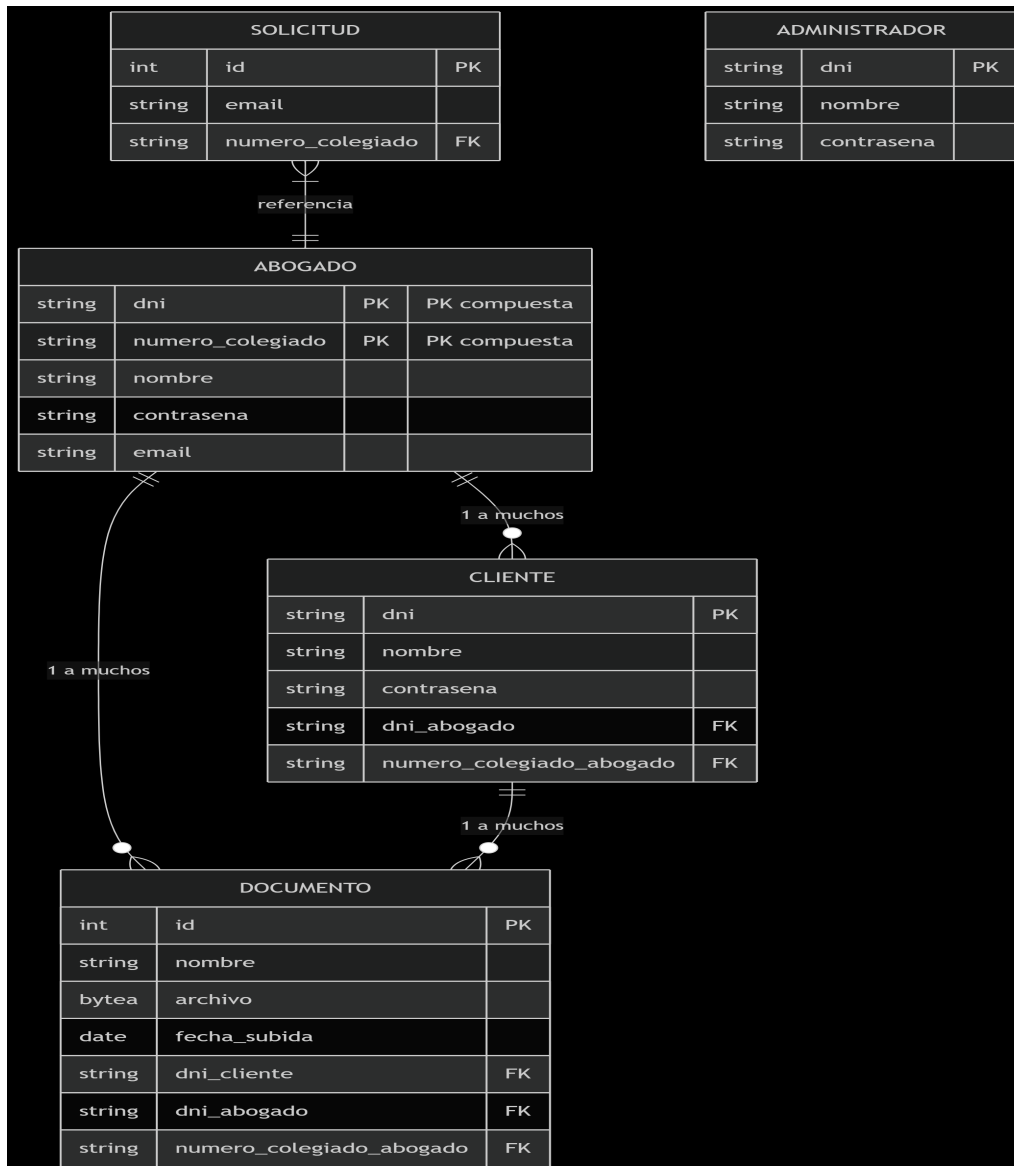 SOLICITUD
int id PK
string email
string numero_colegiado FK
ADMINISTRADOR
string dni PK
string nombre
string contrasena
referencia
ABOGADO
string dni PK PK compuesta
string numero_colegiado PK PK compuesta
string nombre
string contrasena
string email
1 a muchos
CLIENTE
string dni PK
string nombre
string contrasena
string dni_abogado FK
string numero_colegiado_abogado FK
1 a muchos
1 a muchos
DOCUMENTO
int id PK
string nombre
bytea archivo
date fecha_subida
string dni_cliente FK
string dni_abogado FK
string numero_colegiado_abogado FK